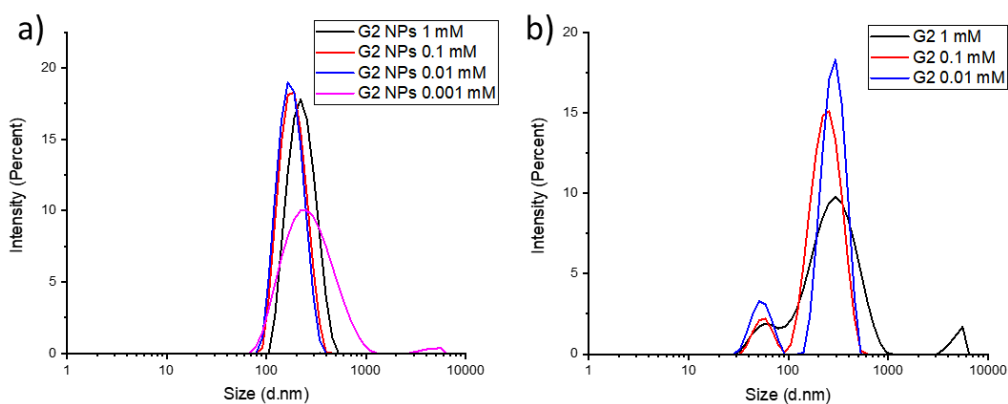 a)
G2 NPs 1 mM
G2 NPs 0.1 mM
G2 NPs 0.01 mM
G2 NPs 0.001 mM
Intensity (Percent)
20
15
10
5
0
1
10
100
1000
10000
Size (d.nm)
b)
G2 1 mM
G2 0.1 mM
G2 0.01 mM
Intensity (Percent)
20
15
10
5
0
1
10
100
1000
10000
Size (d.nm)